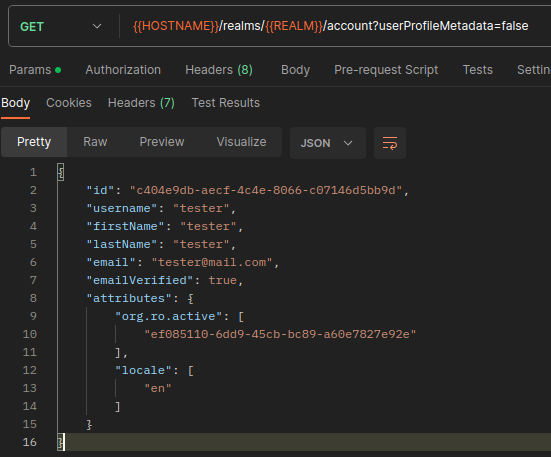 GET {{HOSTNAME}}/realms/{{REALM}}/account?userProfileMetadata=false
Params Authorization Headers (8) Body Pre-request Script Tests Settin
Body Cookies Headers (7) Test Results
Pretty Raw Preview Visualize JSON
1 {
2 "id": "c404e9db-aecf-4c4e-8066-c07146d5bb9d",
3 "username": "tester",
4 "firstName": "tester",
5 "lastName": "tester",
6 "email": "tester@mail.com",
7 "emailVerified": true,
8 "attributes": {
9 "org.ro.active": [
10 "ef085110-6dd9-45cb-bc89-a60e7827e92e"
11 ],
12 "locale": [
13 "en"
14 ]
15 }
16 }